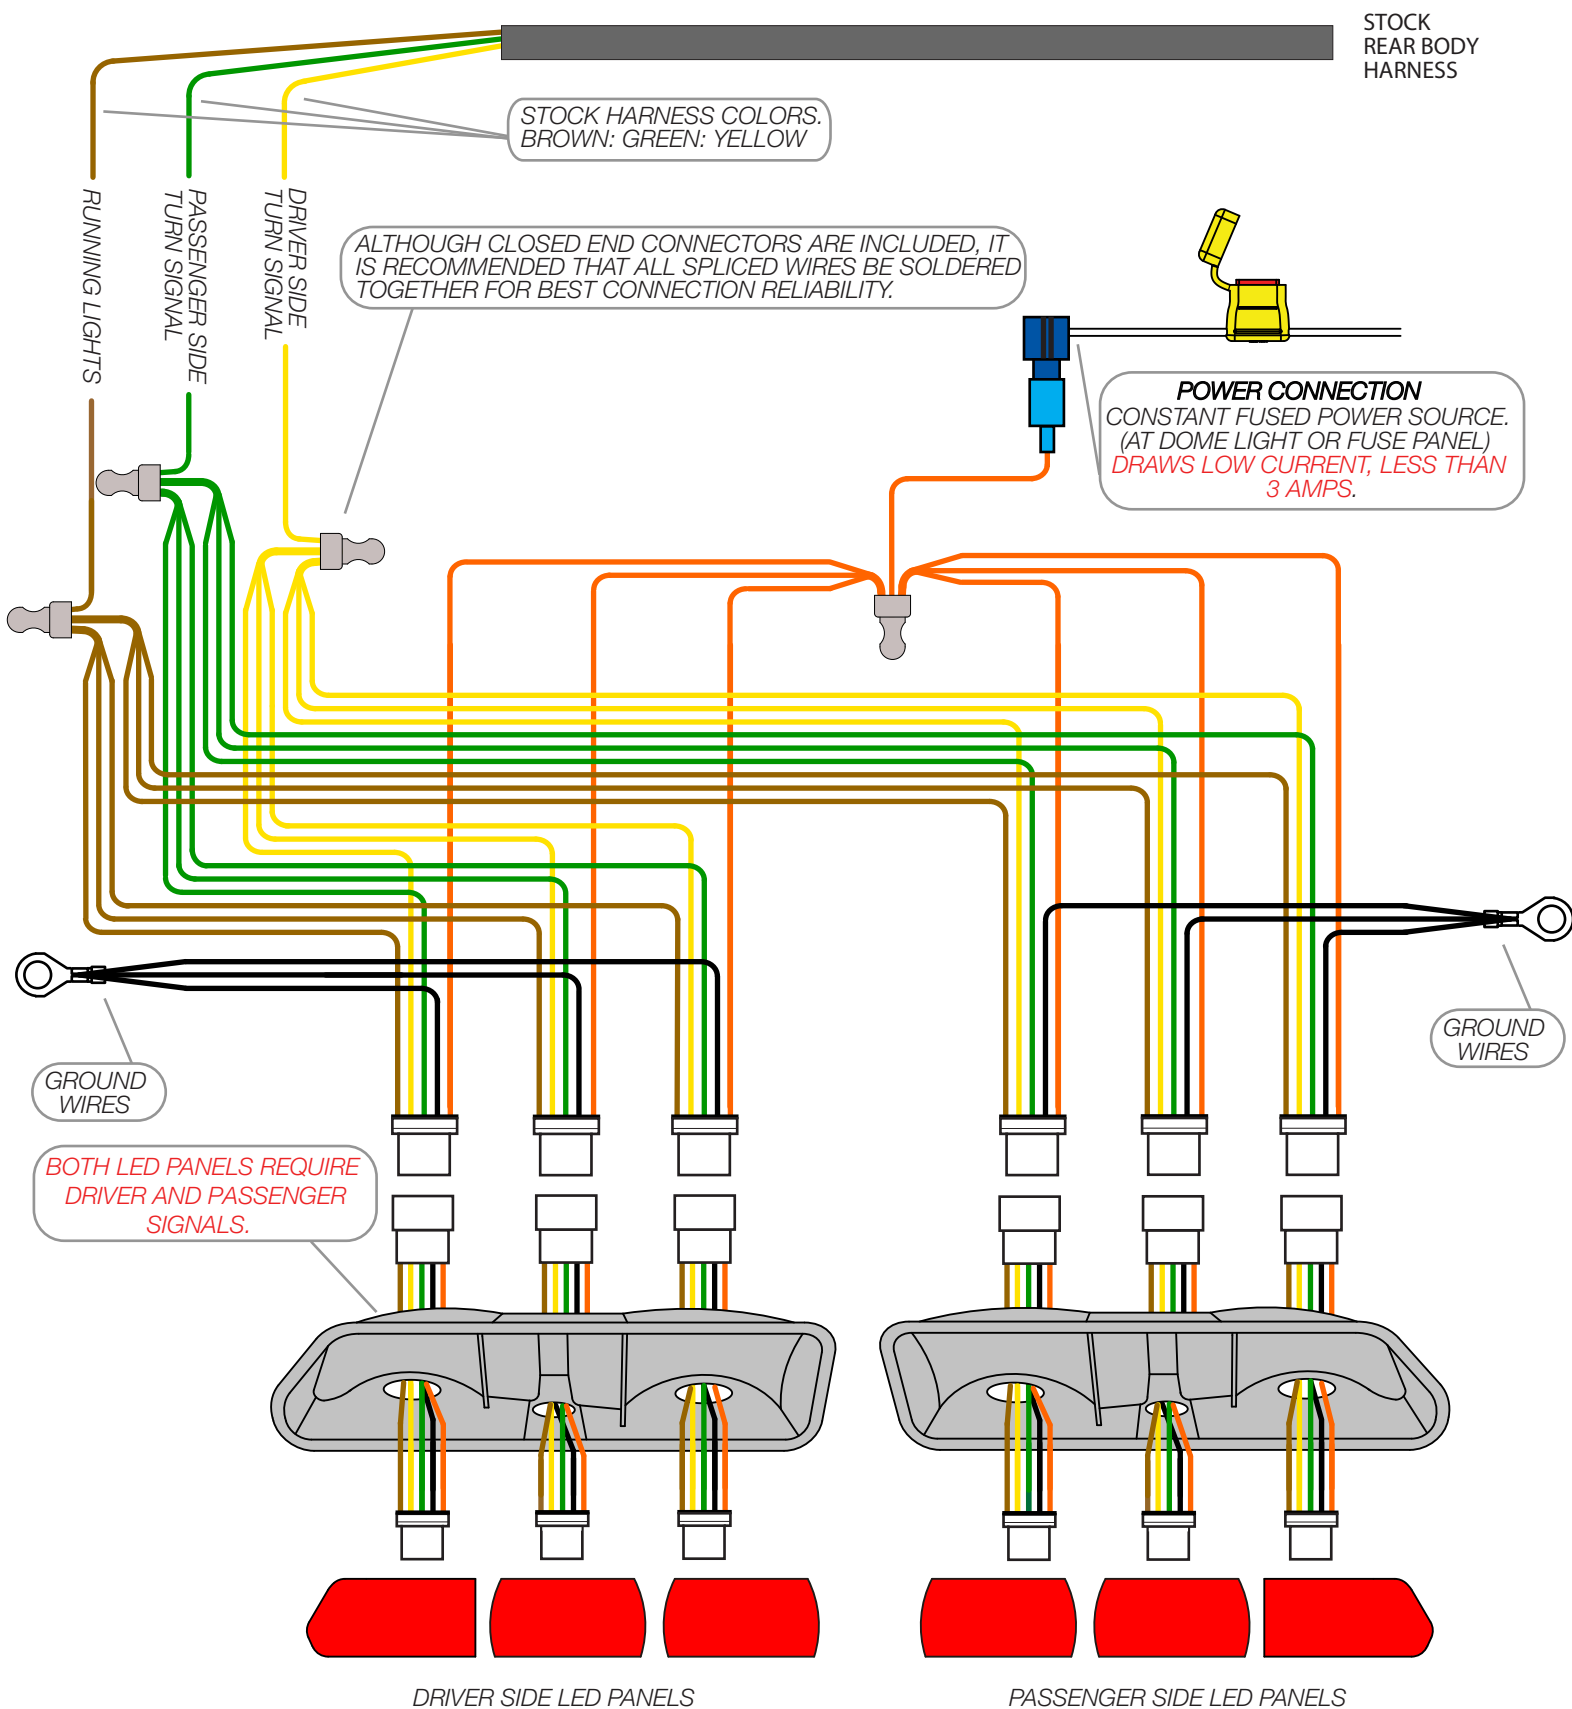 STOCK
REAR BODY
HARNESS
STOCK HARNESS COLORS.
BROWN: GREEN: YELLOW
RUNNING LIGHTS
PASSENGER SIDE
TURN SIGNAL
DRIVER SIDE
TURN SIGNAL
ALTHOUGH CLOSED END CONNECTORS ARE INCLUDED, IT
IS RECOMMENDED THAT ALL SPLICED WIRES BE SOLDERED
TOGETHER FOR BEST CONNECTION RELIABILITY.
POWER CONNECTION
CONSTANT FUSED POWER SOURCE.
(AT DOME LIGHT OR FUSE PANEL)
DRAWS LOW CURRENT, LESS THAN
3 AMPS.
GROUND
WIRES
GROUND
WIRES
BOTH LED PANELS REQUIRE
DRIVER AND PASSENGER
SIGNALS.
DRIVER SIDE LED PANELS
PASSENGER SIDE LED PANELS